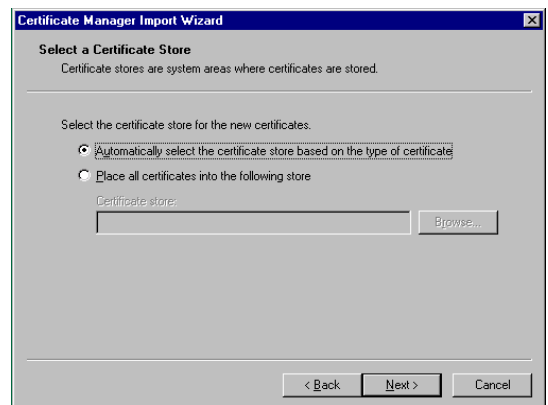 Certificate Manager Import Wizard
Select a Certificate Store
Certificate stores are system areas where certificates are stored.
Select the certificate store for the new certificates.
Automatically select the certificate store based on the type of certificate
Place all certificates into the following store
Certificate store:
Browse...
< Back Next > Cancel